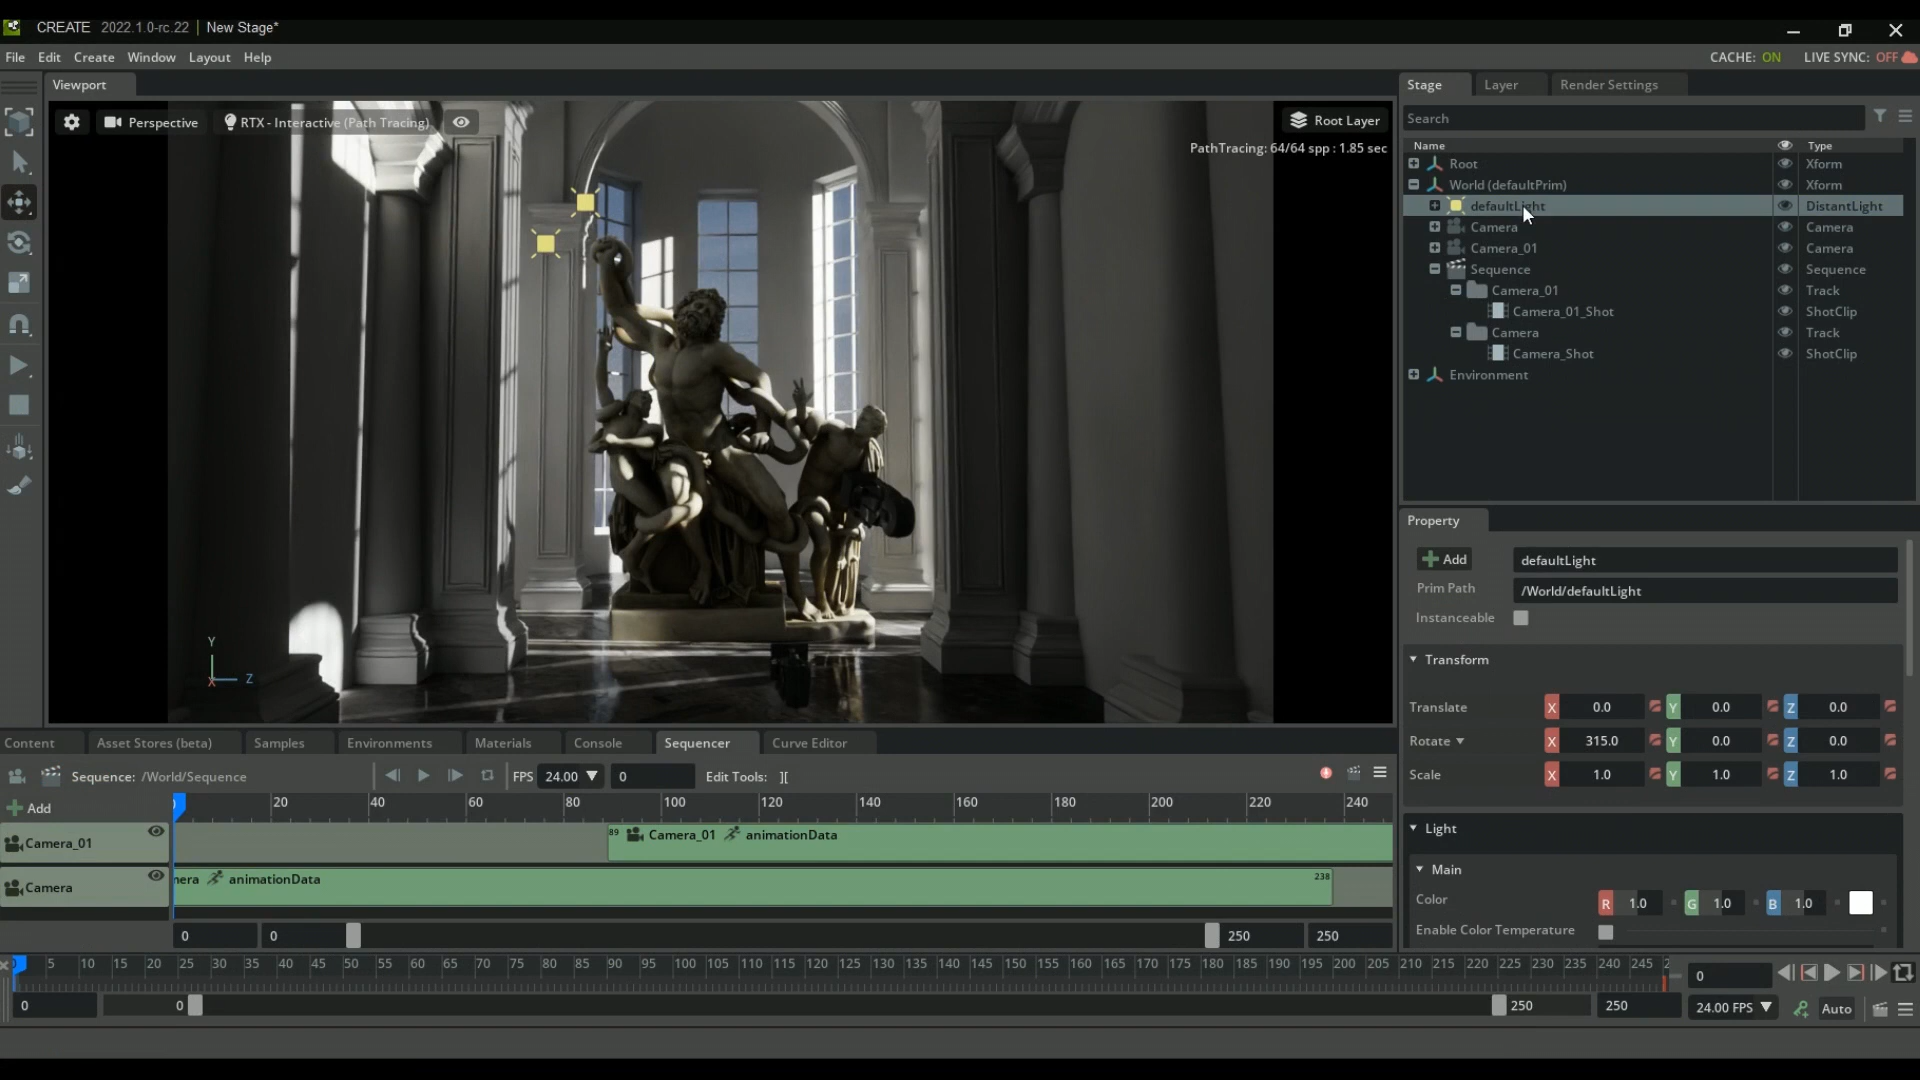 CREATE 2022.1.0-rc.22 | New Stage*
File Edit Create Window Layout Help
CACHE: ON LIVE SYNC: OFF
Viewport
Perspective
RTX - Interactive (Path Tracing)
Root Layer
PathTracing: 64/64 spp : 1.85 sec
Y
X
Z
Stage Layer Render Settings
Search
Name Type
Root Xform
World (defaultPrim) Xform
defaultLight DistantLight
Camera Camera
Camera_01 Camera
Sequence Sequence
Camera_01 Track
Camera_01_Shot ShotClip
Camera Track
Camera_Shot ShotClip
Environment
Property
Add defaultLight
Prim Path /World/defaultLight
Instanceable
Transform
Translate X 0.0 Y 0.0 Z 0.0
Rotate X 315.0 Y 0.0 Z 0.0
Scale X 1.0 Y 1.0 Z 1.0
Light
Main
Color R 1.0 G 1.0 B 1.0
Enable Color Temperature
Content Asset Stores (beta) Samples Environments Materials Console Sequencer Curve Editor
Sequence: /World/Sequence FPS 24.00 0 Edit Tools: ][
Add 20 40 60 80 100 120 140 160 180 200 220 240
Camera_01 89 Camera_01 animationData
Camera nera animationData 238
0 0 250 250
5 10 15 20 25 30 35 40 45 50 55 60 65 70 75 80 85 90 95 100 105 110 115 120 125 130 135 140 145 150 155 160 165 170 175 180 185 190 195 200 205 210 215 220 225 230 235 240 245 0
0 0 250 250 24.00 FPS Auto